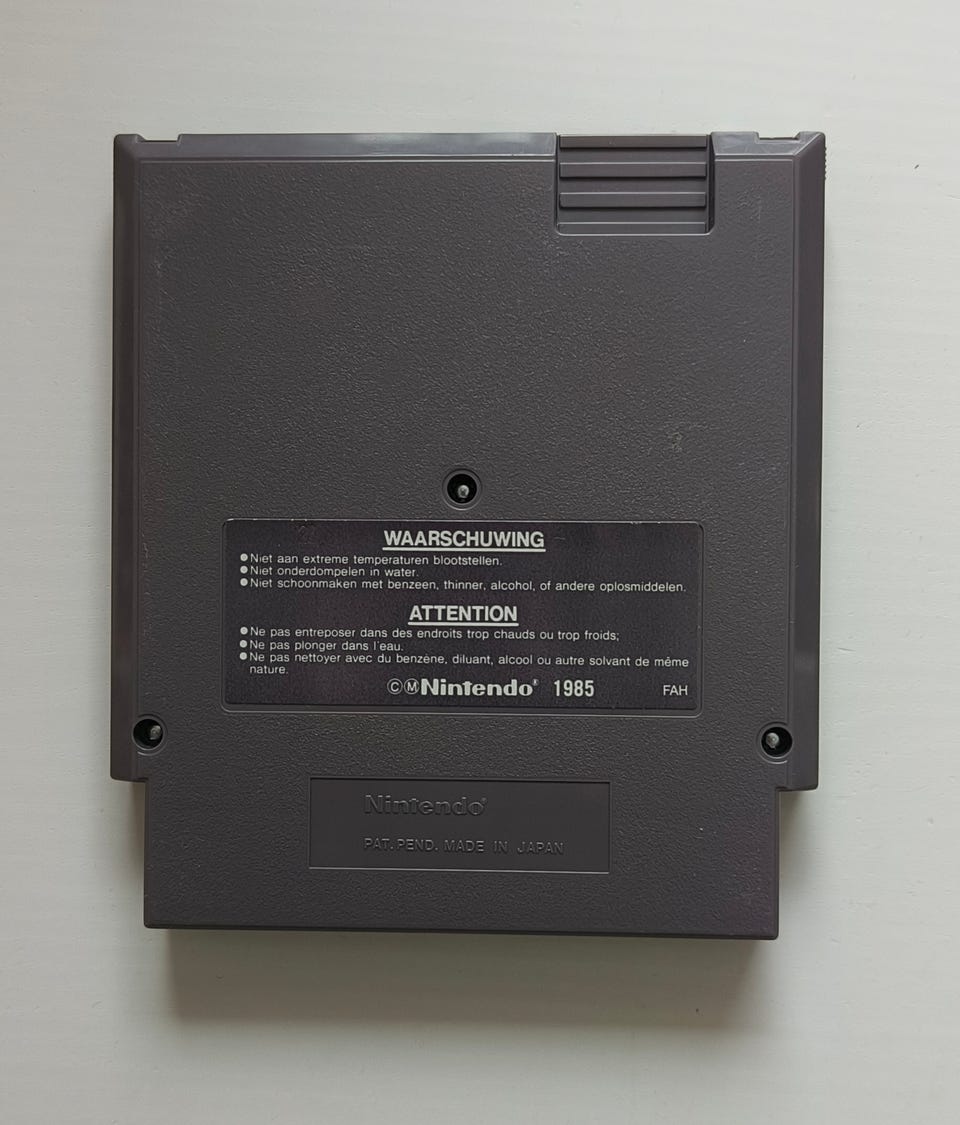 WAARSCHUWING
●Niet aan extreme temperaturen blootstellen.
●Niet onderdompelen in water.
●Niet schoonmaken met benzeen, thinner, alcohol, of andere oplosmiddelen.
ATTENTION
●Ne pas entreposer dans des endroits trop chauds ou trop froids;
●Ne pas plonger dans l'eau.
●Ne pas nettoyer avec du benzène, diluant, alcool ou autre solvant de même
nature.
ⒸⓂNintendo® 1985 FAH
Nintendo®
PAT. PEND. MADE IN JAPAN